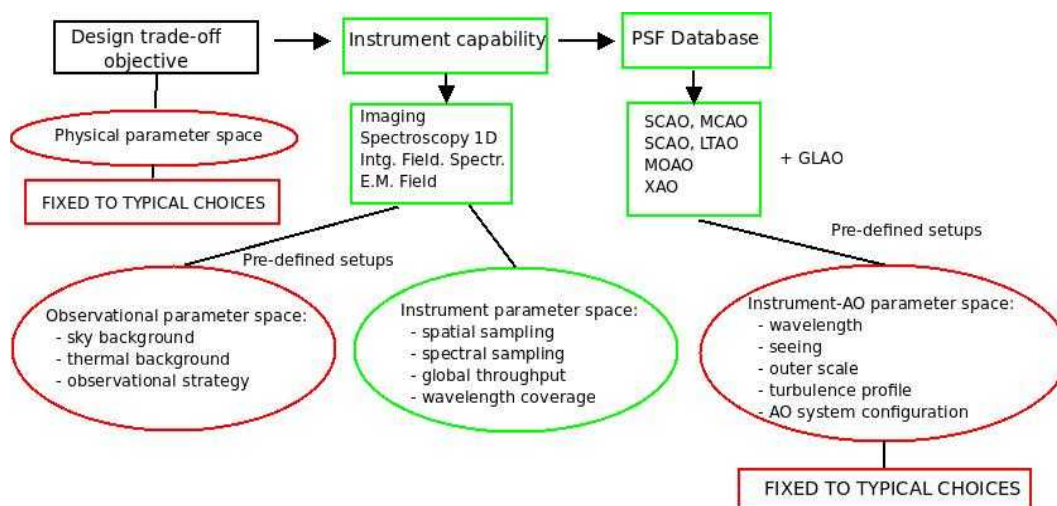 Design trade-off
objective
Instrument capability
PSF Database
Physical parameter space
FIXED TO TYPICAL CHOICES
Imaging
Spectroscopy 1D
Intg. Field. Spectr.
E.M. Field
SCAO, MCAO
SCAO, LTAO
MOAO
XAO
+ GLAO
Pre-defined setups
Pre-defined setups
Observational parameter space:
- sky background
- thermal background
- observational strategy
Instrument parameter space:
- spatial sampling
- spectral sampling
- global throughput
- wavelength coverage
Instrument-AO parameter space:
- wavelength
- seeing
- outer scale
- turbulence profile
- AO system configuration
FIXED TO TYPICAL CHOICES